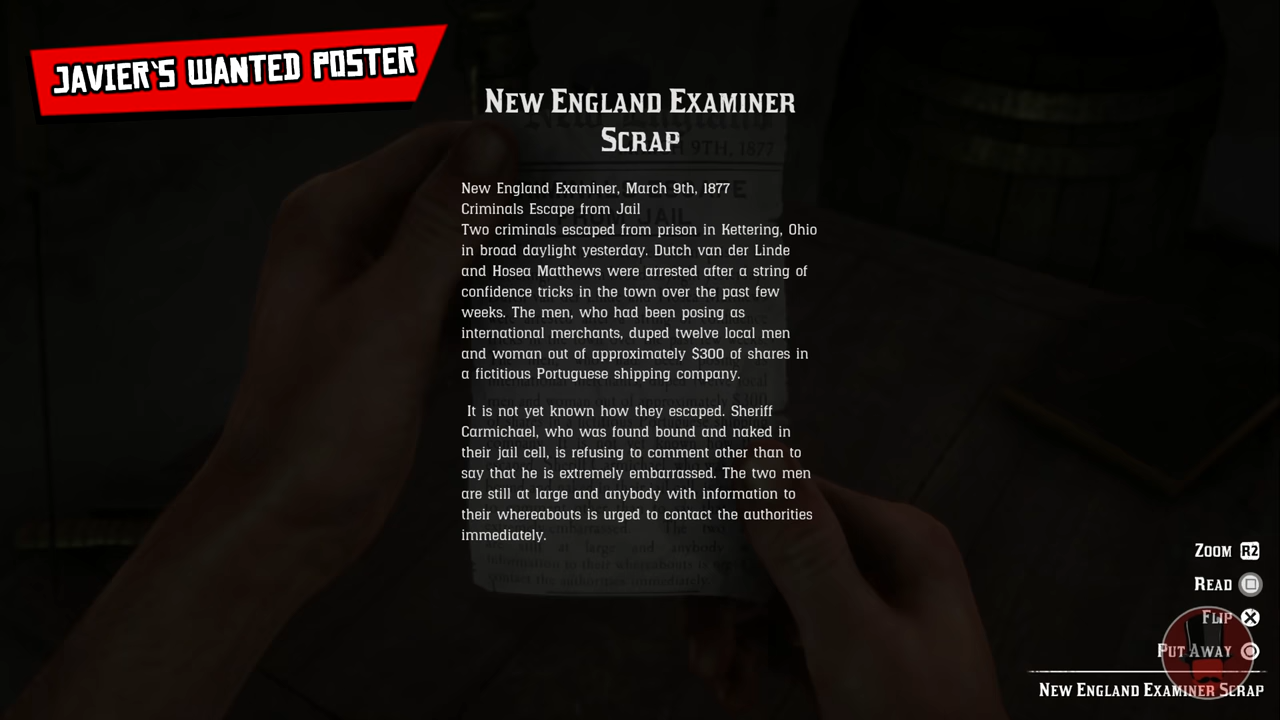 JAVIER'S WANTED POSTER
NEW ENGLAND EXAMINER
SCRAP
9TH, 1877
New England Examiner, March 9th, 1877
Criminals Escape from Jail
Two criminals escaped from prison in Kettering, Ohio
in broad daylight yesterday. Dutch van der Linde
and Hosea Matthews were arrested after a string of
confidence tricks in the town over the past few
weeks. The men, who had been posing as
international merchants, duped twelve local men
and woman out of approximately $300 of shares in
a fictitious Portuguese shipping company.
It is not yet known how they escaped. Sheriff
Carmichael, who was found bound and naked in
their jail cell, is refusing to comment other than to
say that he is extremely embarrassed. The two men
are still at large and anybody with information to
their whereabouts is urged to contact the authorities
immediately.
ZOOM R2
READ
FLIP
PUT AWAY
NEW ENGLAND EXAMINER SCRAP